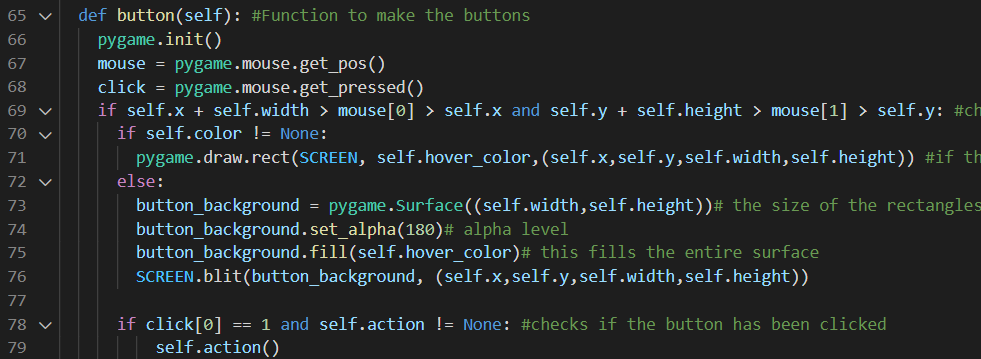 65 def button(self): #Function to make the buttons
66 pygame.init()
67 mouse = pygame.mouse.get_pos()
68 click = pygame.mouse.get_pressed()
69 if self.x + self.width > mouse[0] > self.x and self.y + self.height > mouse[1] > self.y: #ch
70 if self.color != None:
71 pygame.draw.rect(SCREEN, self.hover_color,(self.x,self.y,self.width,self.height)) #if th
72 else:
73 button_background = pygame.Surface((self.width,self.height))# the size of the rectangles
74 button_background.set_alpha(180)# alpha level
75 button_background.fill(self.hover_color)# this fills the entire surface
76 SCREEN.blit(button_background, (self.x,self.y,self.width,self.height))
77
78 if click[0] == 1 and self.action != None: #checks if the button has been clicked
79 self.action()